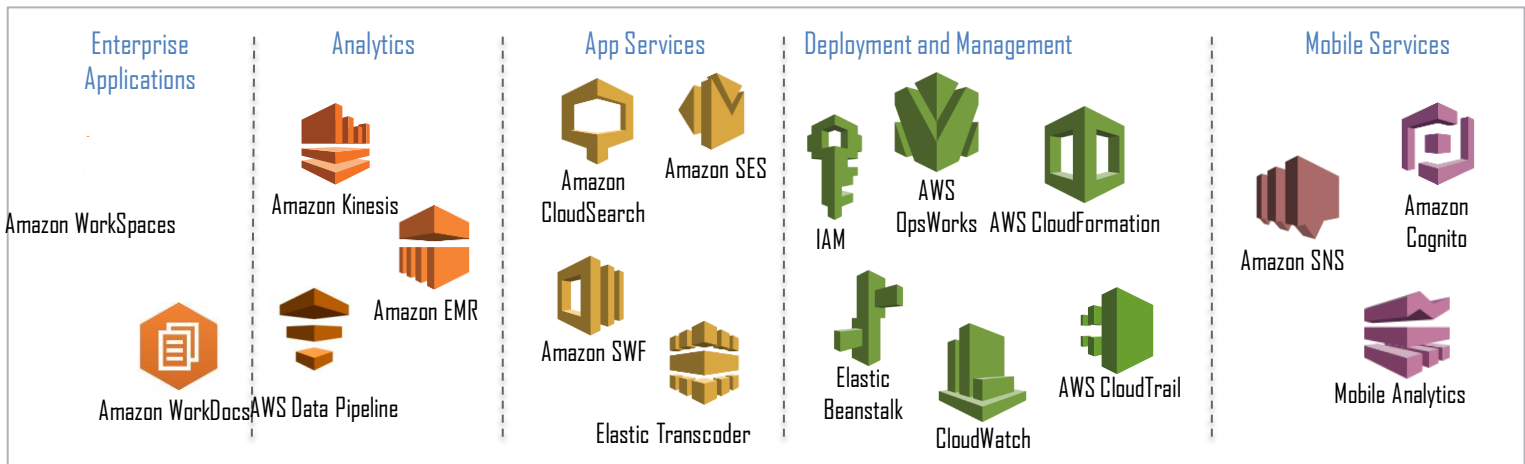 Enterprise
Applications
Amazon WorkSpaces
Amazon WorkDocs
Analytics
Amazon Kinesis
Amazon EMR
AWS Data Pipeline
App Services
Amazon
CloudSearch
Amazon SES
Amazon SWF
Elastic Transcoder
Deployment and Management
IAM
AWS
OpsWorks
AWS CloudFormation
Elastic
Beanstalk
CloudWatch
AWS CloudTrail
Mobile Services
Amazon SNS
Amazon
Cognito
Mobile Analytics